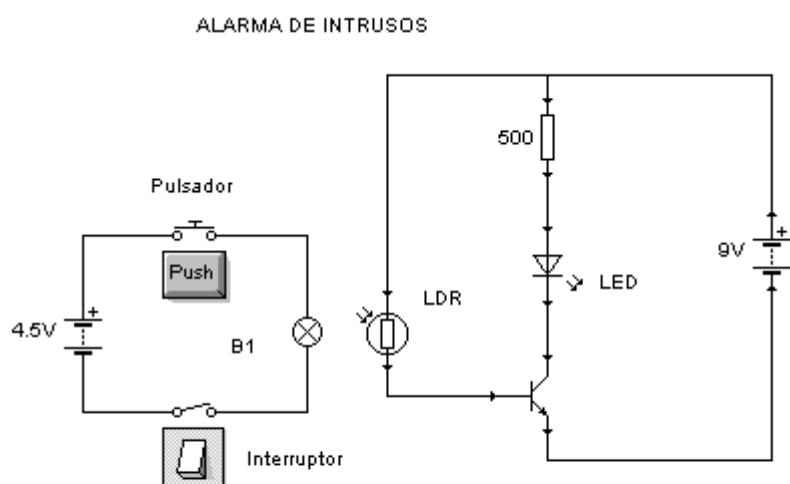 ALARMA DE INTRUSOS
500
Pulsador
+
9V
Push
LED
LDR
+
4.5V
B1
Interruptor